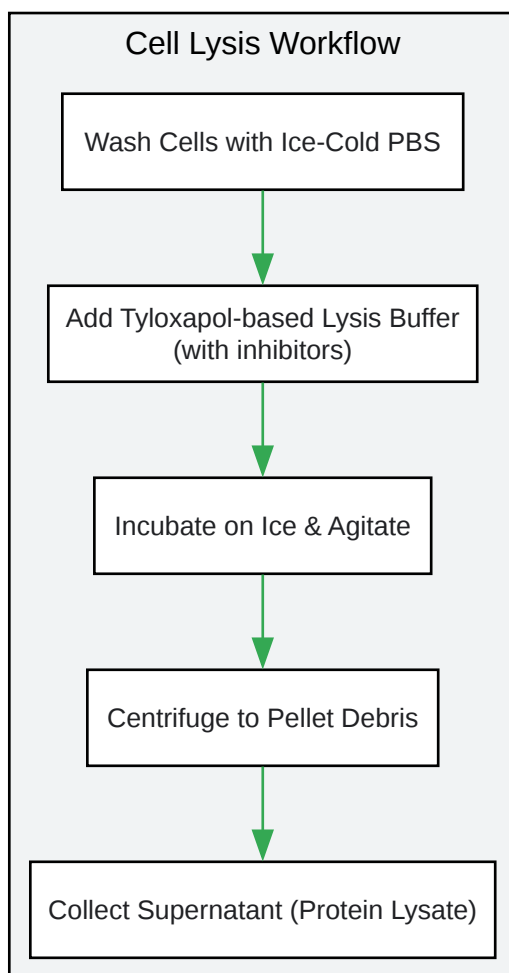 Cell Lysis Workflow
Wash Cells with Ice-Cold PBS
Add Tyloxapol-based Lysis Buffer
(with inhibitors)
Incubate on Ice & Agitate
Centrifuge to Pellet Debris
Collect Supernatant (Protein Lysate)